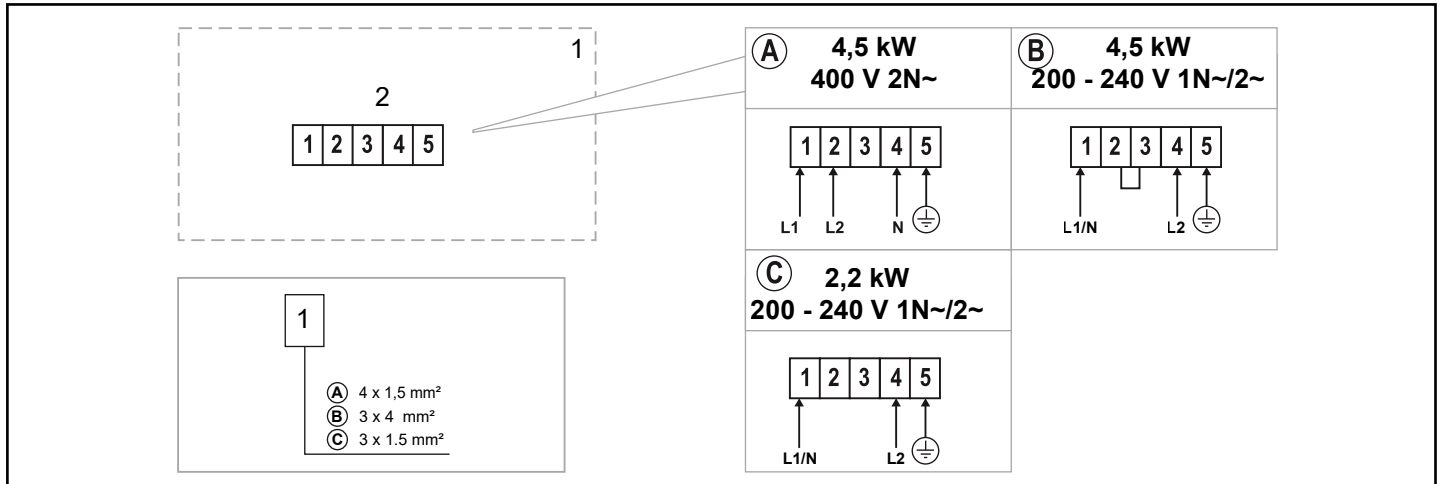 1
2
1 2 3 4 5
1
A 4 x 1,5 mm²
B 3 x 4 mm²
C 3 x 1.5 mm²
A 4,5 kW
400 V 2N~
1 2 3 4 5
L1 L2 N
B 4,5 kW
200 - 240 V 1N~/2~
1 2 3 4 5
L1/N L2
C 2,2 kW
200 - 240 V 1N~/2~
1 2 3 4 5
L1/N L2